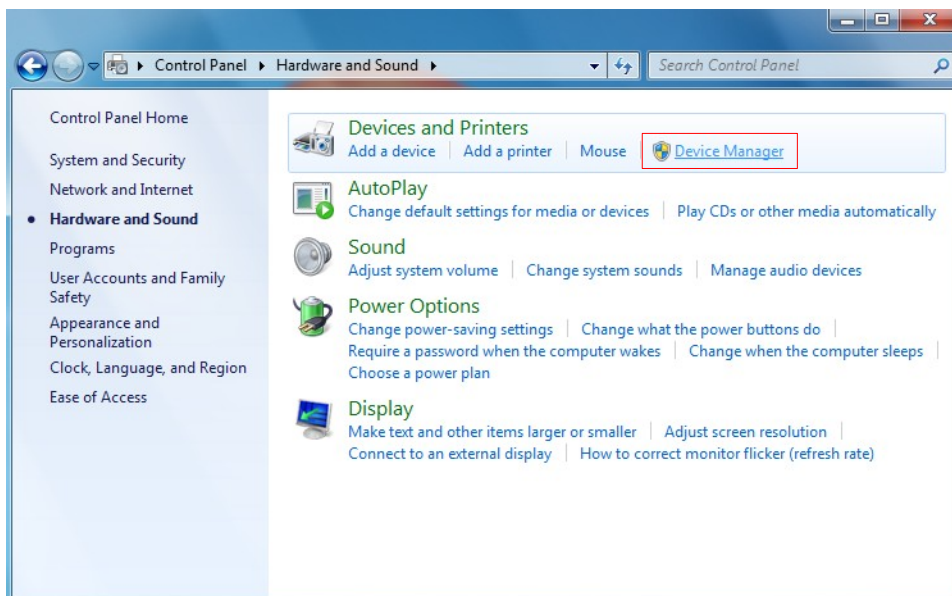 Control Panel Hardware and Sound
Search Control Panel
Control Panel Home
System and Security
Network and Internet
Hardware and Sound
Programs
User Accounts and Family
Safety
Appearance and
Personalization
Clock, Language, and Region
Ease of Access
Devices and Printers
Add a device Add a printer Mouse Device Manager
AutoPlay
Change default settings for media or devices Play CDs or other media automatically
Sound
Adjust system volume Change system sounds Manage audio devices
Power Options
Change power-saving settings Change what the power buttons do
Require a password when the computer wakes Change when the computer sleeps
Choose a power plan
Display
Make text and other items larger or smaller Adjust screen resolution
Connect to an external display How to correct monitor flicker (refresh rate)